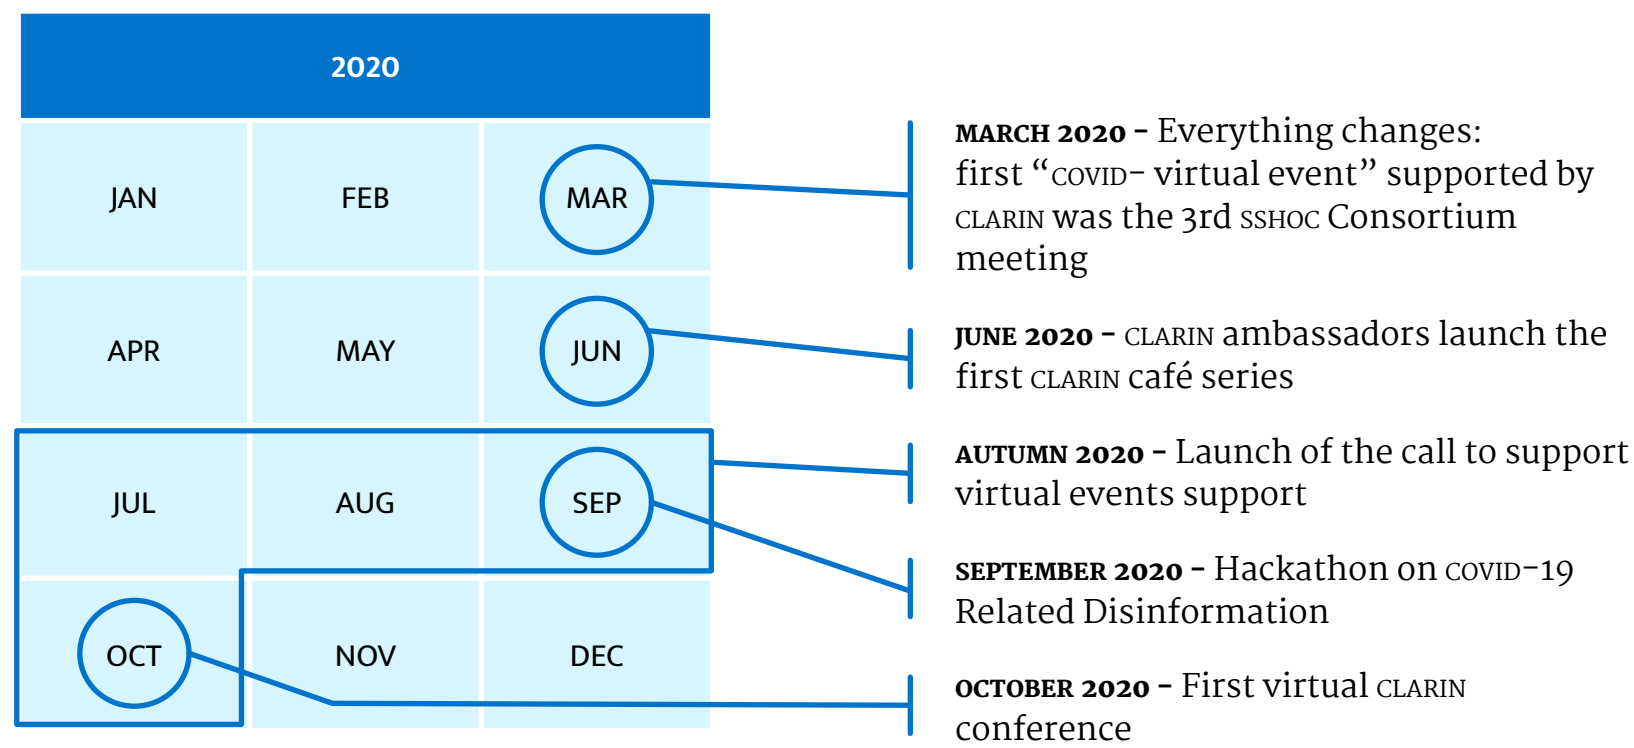 2020
JAN FEB MAR
APR MAY JUN
JUL AUG SEP
OCT NOV DEC
MARCH 2020 - Everything changes:
first “COVID- virtual event” supported by
CLARIN was the 3rd SSHOC Consortium
meeting
JUNE 2020 - CLARIN ambassadors launch the
first CLARIN café series
AUTUMN 2020 - Launch of the call to support
virtual events support
SEPTEMBER 2020 - Hackathon on COVID-19
Related Disinformation
OCTOBER 2020 - First virtual CLARIN
conference